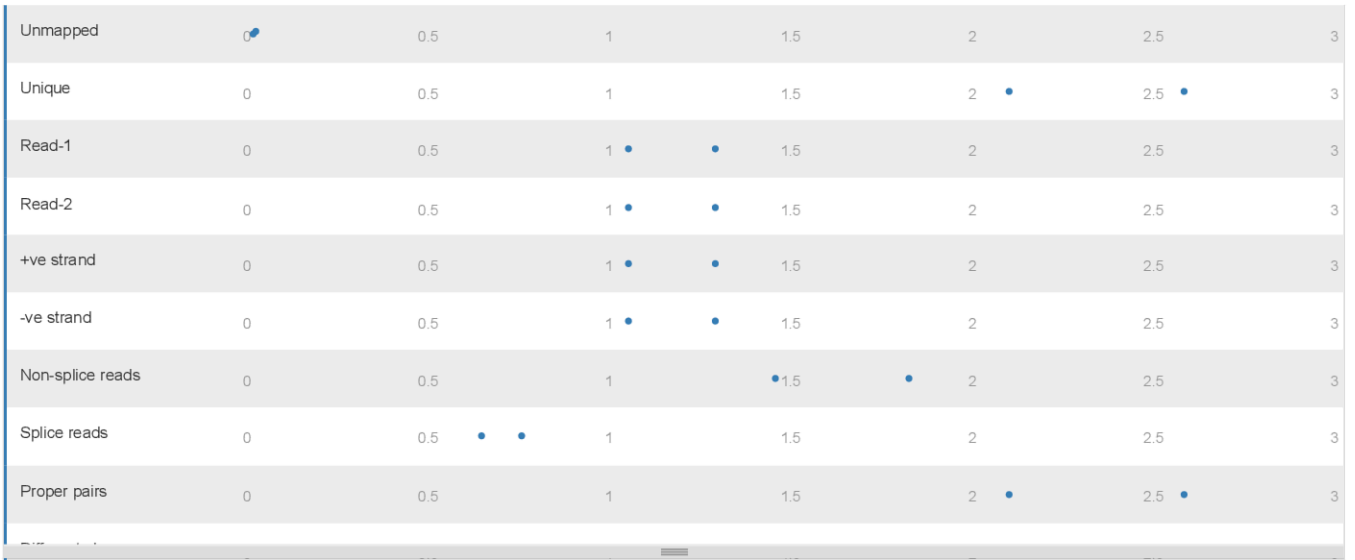 Unmapped 0 0.5 1 1.5 2 2.5 3
Unique 0 0.5 1 1.5 2 2.5 3
Read-1 0 0.5 1 1.5 2 2.5 3
Read-2 0 0.5 1 1.5 2 2.5 3
+ve strand 0 0.5 1 1.5 2 2.5 3
-ve strand 0 0.5 1 1.5 2 2.5 3
Non-splice reads 0 0.5 1 1.5 2 2.5 3
Splice reads 0 0.5 1 1.5 2 2.5 3
Proper pairs 0 0.5 1 1.5 2 2.5 3